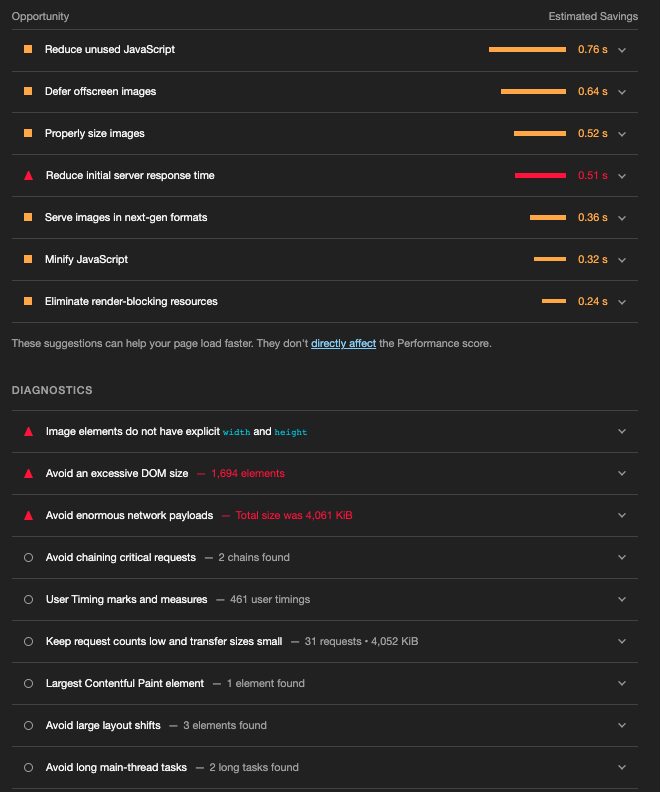 Opportunity Estimated Savings
Reduce unused JavaScript 0.76 s
Defer offscreen images 0.64 s
Properly size images 0.52 s
Reduce initial server response time 0.51 s
Serve images in next-gen formats 0.36 s
Minify JavaScript 0.32 s
Eliminate render-blocking resources 0.24 s
These suggestions can help your page load faster. They don't directly affect the Performance score.
DIAGNOSTICS
Image elements do not have explicit width and height
Avoid an excessive DOM size — 1,694 elements
Avoid enormous network payloads — Total size was 4,061 KiB
Avoid chaining critical requests — 2 chains found
User Timing marks and measures — 461 user timings
Keep request counts low and transfer sizes small — 31 requests • 4,052 KiB
Largest Contentful Paint element — 1 element found
Avoid large layout shifts — 3 elements found
Avoid long main-thread tasks — 2 long tasks found